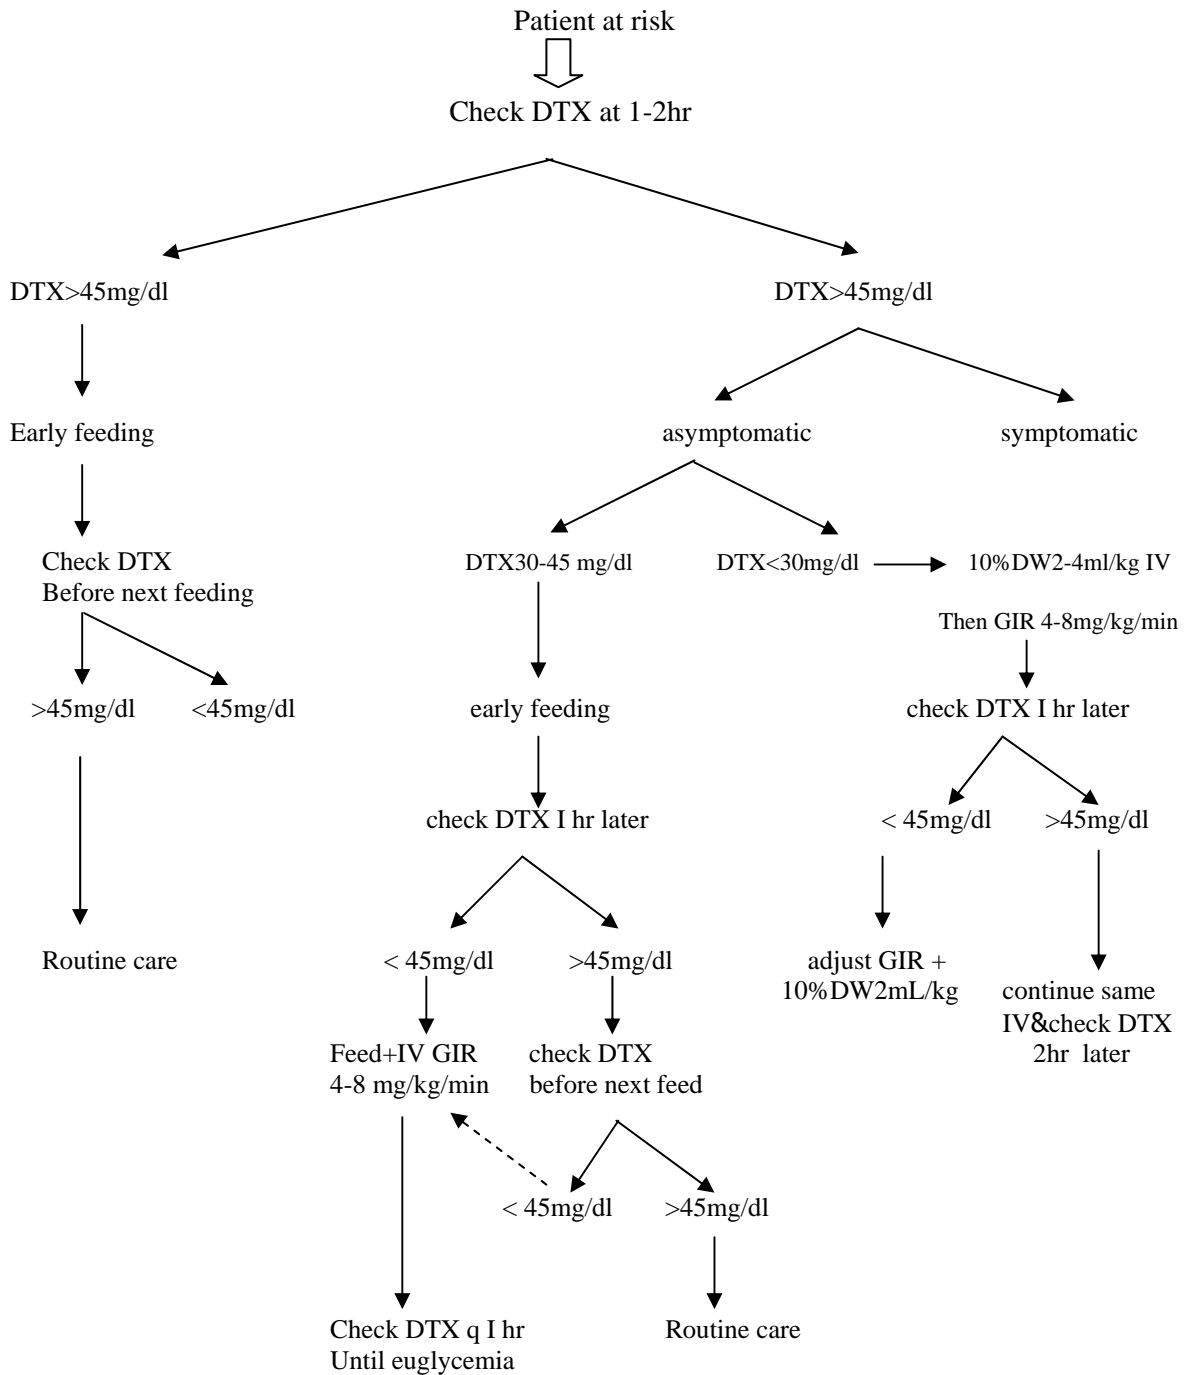 Patient at risk
Check DTX at 1-2hr
DTX>45mg/dl
DTX>45mg/dl
Early feeding
asymptomatic
symptomatic
Check DTX
Before next feeding
DTX30-45 mg/dl
DTX<30mg/dl
10%DW2-4ml/kg IV
Then GIR 4-8mg/kg/min
>45mg/dl
<45mg/dl
early feeding
check DTX I hr later
check DTX I hr later
< 45mg/dl
>45mg/dl
Routine care
< 45mg/dl
>45mg/dl
adjust GIR +
10%DW2mL/kg
continue same
IV&check DTX
2hr later
Feed+IV GIR
4-8 mg/kg/min
check DTX
before next feed
< 45mg/dl
>45mg/dl
Check DTX q I hr
Until euglycemia
Routine care